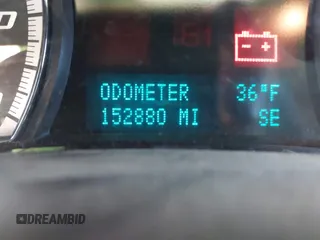 ODOMETER 36°F
152880 MI SE
DREAMBID